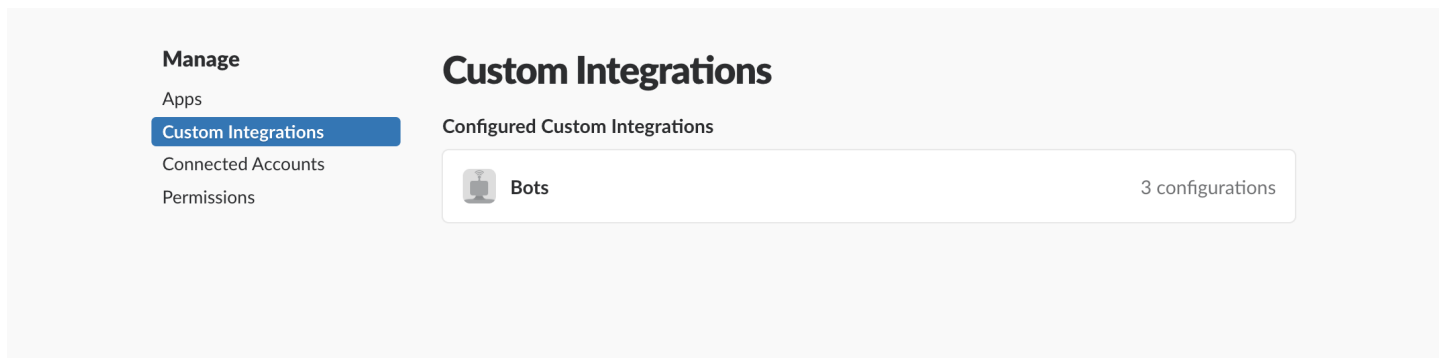 Manage
Apps
Custom Integrations
Connected Accounts
Permissions
Custom Integrations
Configured Custom Integrations
Bots
3 configurations